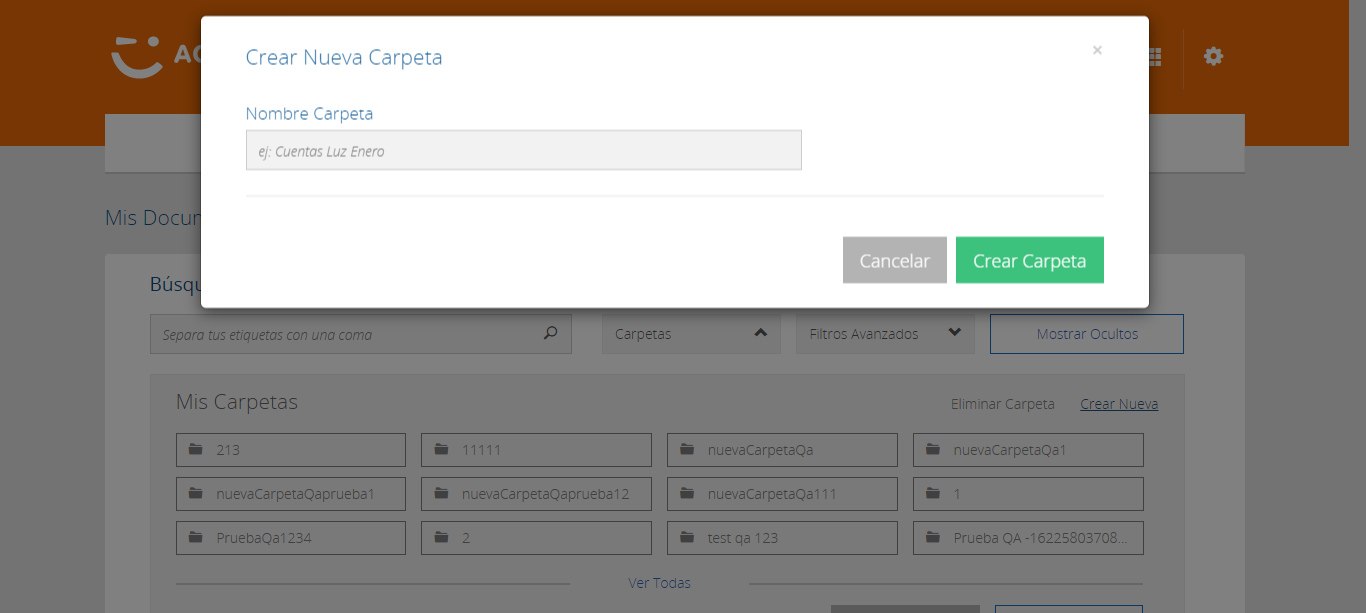 Crear Nueva Carpeta
×
Nombre Carpeta
ej: Cuentas Luz Enero
Cancelar
Crear Carpeta
Mis
Separa tus etiquetas con una coma
Carpetas
Filtros Avanzados
Mostrar Ocultos
Mis Carpetas
Eliminar Carpeta
Crear Nueva
213
11111
nuevaCarpetaQa
nuevaCarpetaQa1
nuevaCarpetaQaprueba1
nuevaCarpetaQaprueba12
nuevaCarpetaQa111
1
PruebaQa1234
2
test qa 123
Prueba QA -16225803708...
Ver Todas